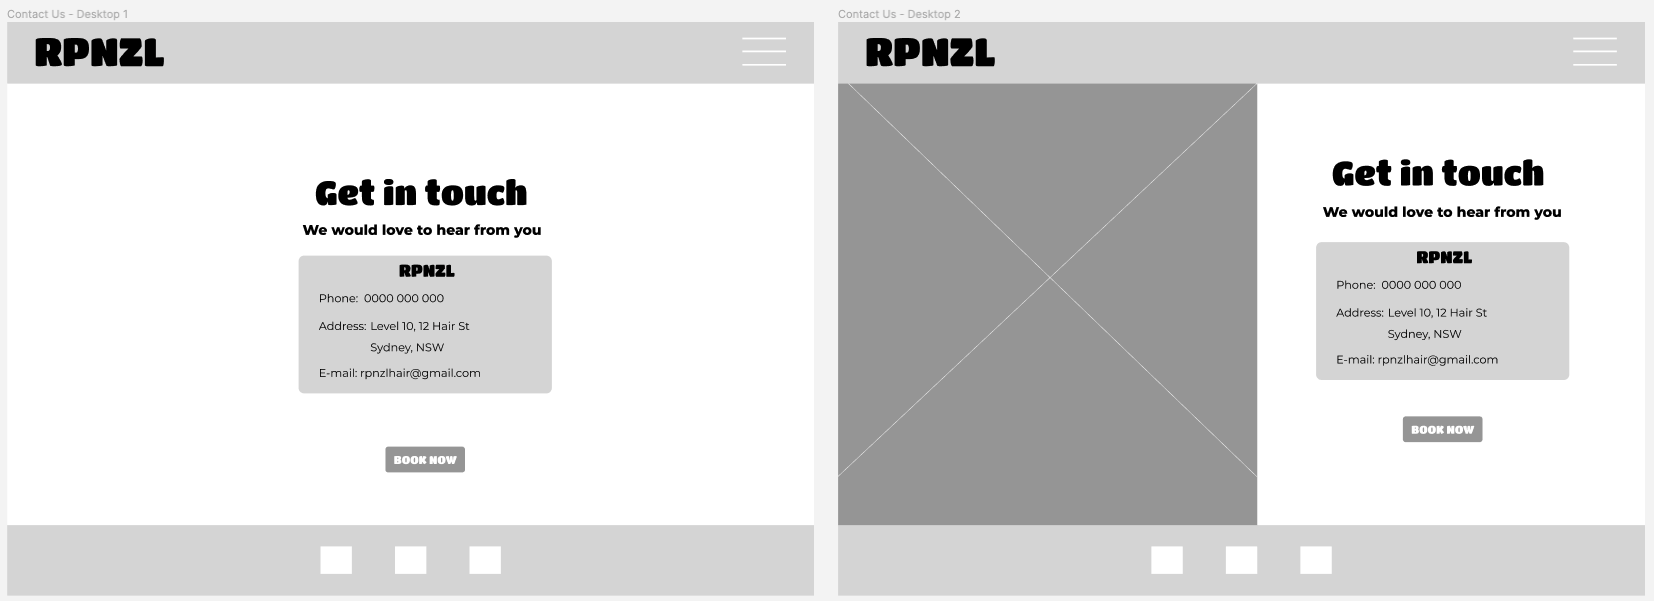 Contact Us - Desktop 1
RPNZL
Get in touch
We would love to hear from you
RPNZL
Phone: 0000 000 000
Address: Level 10, 12 Hair St
Sydney, NSW
E-mail: rpnzlhair@gmail.com
BOOK NOW
Contact Us - Desktop 2
RPNZL
Get in touch
We would love to hear from you
RPNZL
Phone: 0000 000 000
Address: Level 10, 12 Hair St
Sydney, NSW
E-mail: rpnzlhair@gmail.com
BOOK NOW